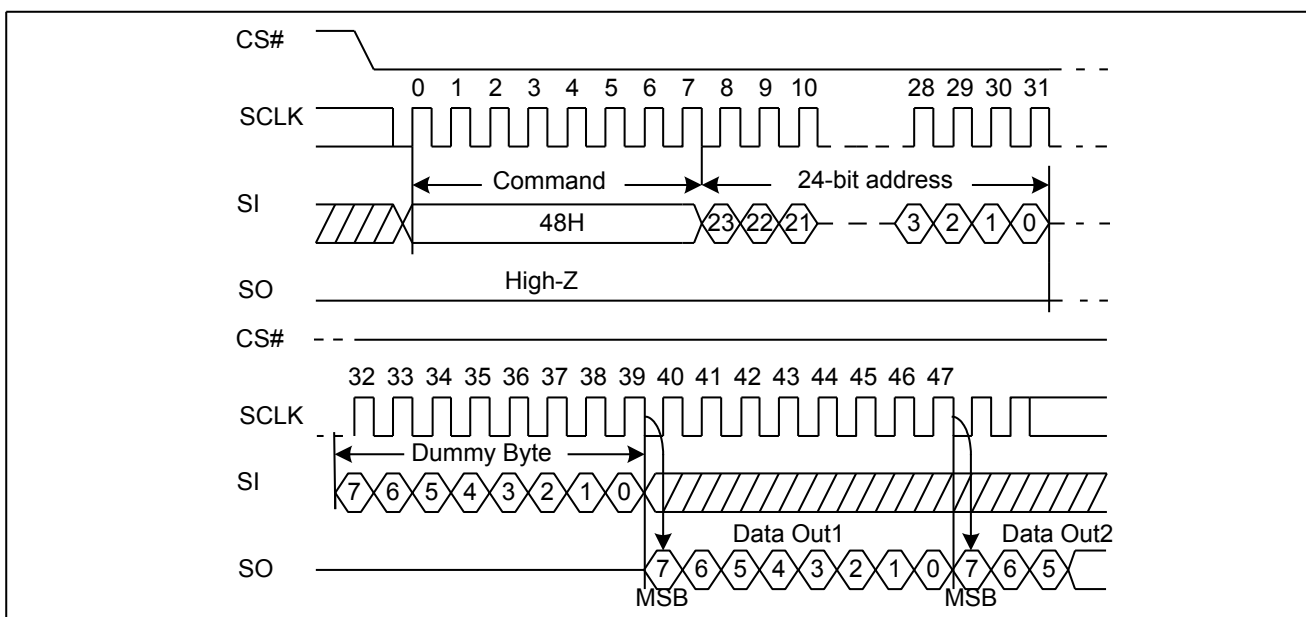 CS#
0 1 2 3 4 5 6 7 8 9 10 28 29 30 31
SCLK
Command 24-bit address
SI
48H 23 22 21 3 2 1 0
High-Z
SO
CS#
32 33 34 35 36 37 38 39 40 41 42 43 44 45 46 47
SCLK
Dummy Byte
SI
7 6 5 4 3 2 1 0
Data Out1 Data Out2
SO
7 6 5 4 3 2 1 0 7 6 5
MSB MSB